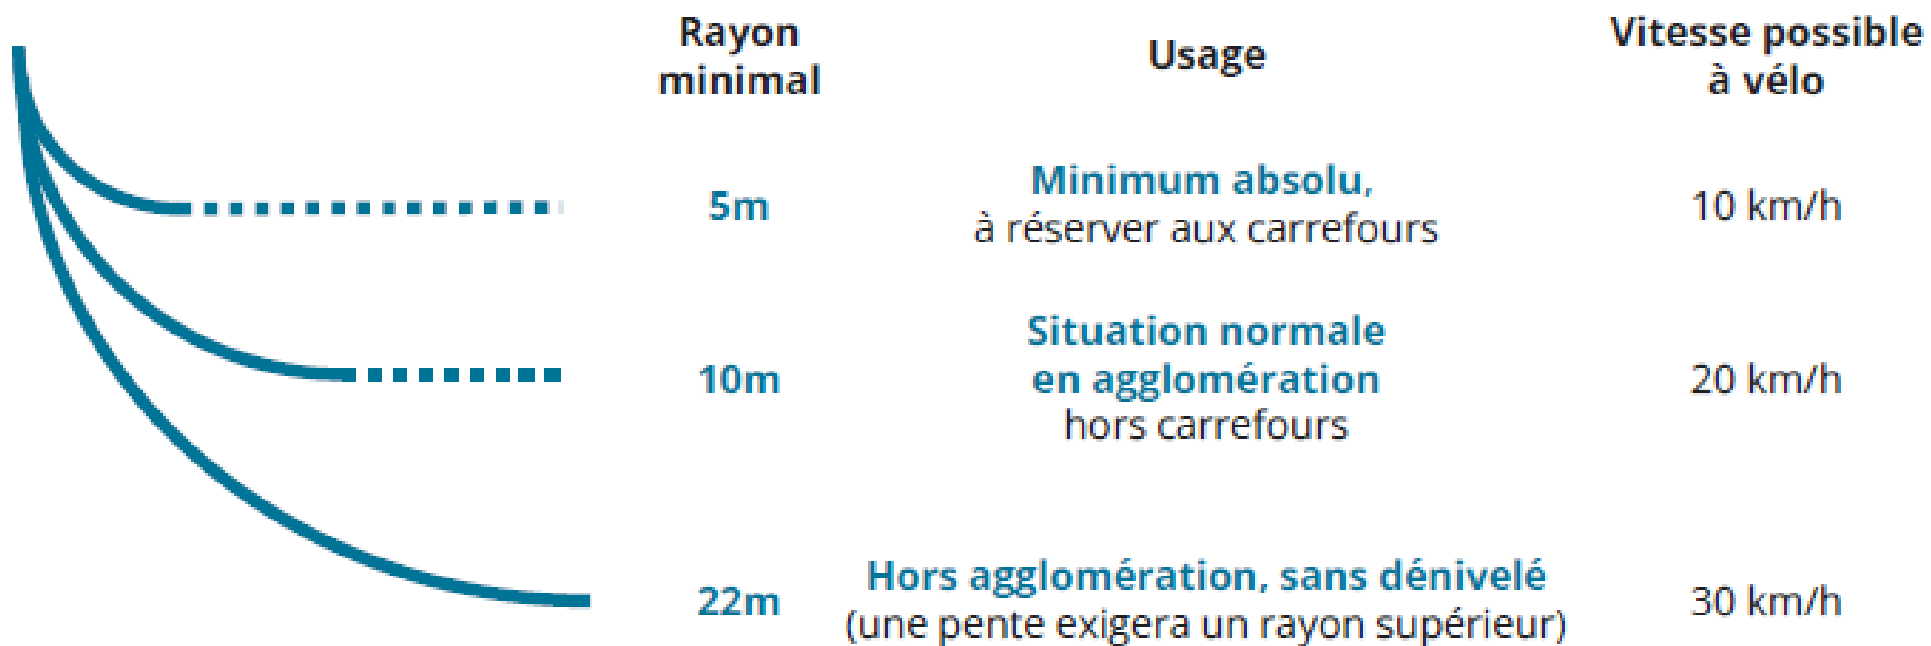 Rayon
minimal
Usage
Vitesse possible
à vélo
5m
Minimum absolu,
à réserver aux carrefours
10 km/h
10m
Situation normale
en agglomération
hors carrefours
20 km/h
22m
Hors agglomération, sans dénivelé
(une pente exigera un rayon supérieur)
30 km/h